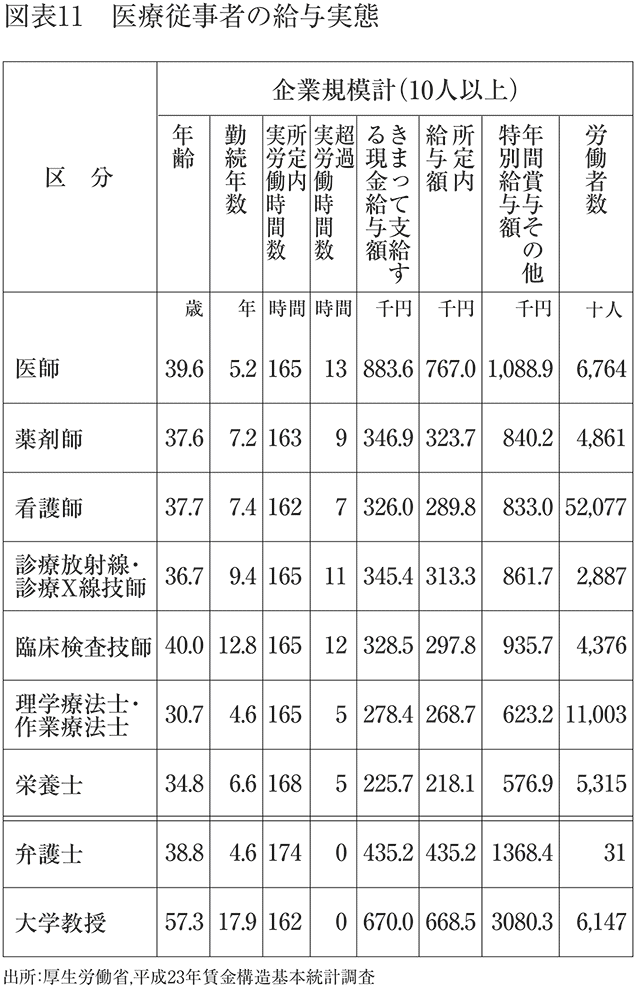 図表11　医療従事者の給与実態
区　分
企業規模計(10人以上)
年齢
勤続年数
所定内
実労働時間数
超過
実労働時間数
きまって支給す
る現金給与額
所定内
給与額
年間賞与その他
特別給与額
労働者数
歳 年 時間 時間 千円 千円 千円 十人
医師 39.6 5.2 165 13 883.6 767.0 1,088.9 6,764
薬剤師 37.6 7.2 163 9 346.9 323.7 840.2 4,861
看護師 37.7 7.4 162 7 326.0 289.8 833.0 52,077
診療放射線・
診療X線技師 36.7 9.4 165 11 345.4 313.3 861.7 2,887
臨床検査技師 40.0 12.8 165 12 328.5 297.8 935.7 4,376
理学療法士・
作業療法士 30.7 4.6 165 5 278.4 268.7 623.2 11,003
栄養士 34.8 6.6 168 5 225.7 218.1 576.9 5,315
弁護士 38.8 4.6 174 0 435.2 435.2 1368.4 31
大学教授 57.3 17.9 162 0 670.0 668.5 3080.3 6,147
出所:厚生労働省,平成23年賃金構造基本統計調査